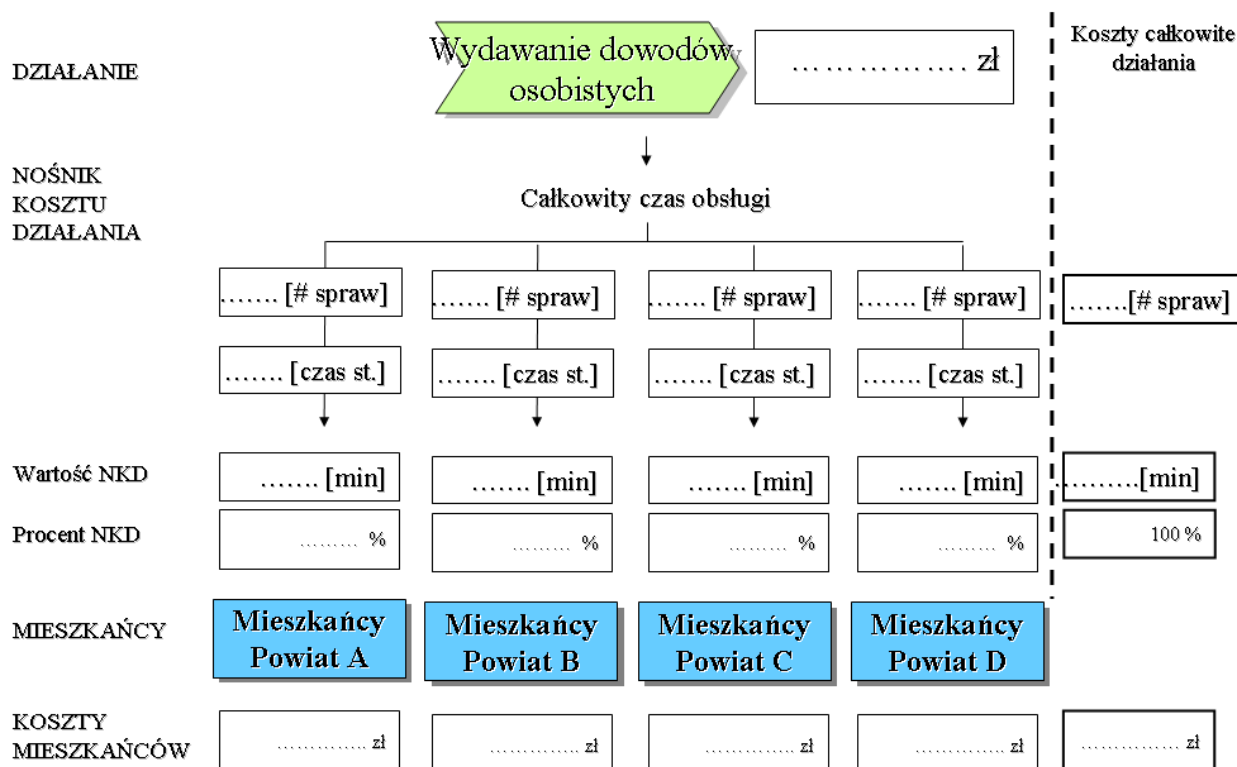 Wydawanie dowodów
osobistych
……………. zł
Koszty całkowite
działania
DZIAŁANIE
NOŚNIK
KOSZTU
DZIAŁANIA
Całkowity czas obsługi
……. [# spraw]
……. [# spraw]
……. [# spraw]
……. [# spraw]
…….[# spraw]
……. [czas st.]
……. [czas st.]
……. [czas st.]
……. [czas st.]
Wartość NKD
……. [min]
……. [min]
……. [min]
……. [min]
……….[min]
Procent NKD
……… %
……… %
……… %
……… %
100 %
MIESZKAŃCY
Mieszkańcy
Powiat A
Mieszkańcy
Powiat B
Mieszkańcy
Powiat C
Mieszkańcy
Powiat D
KOSZTY
MIESZKAŃCÓW
………….. zł
………….. zł
………….. zł
………….. zł
…………… zł